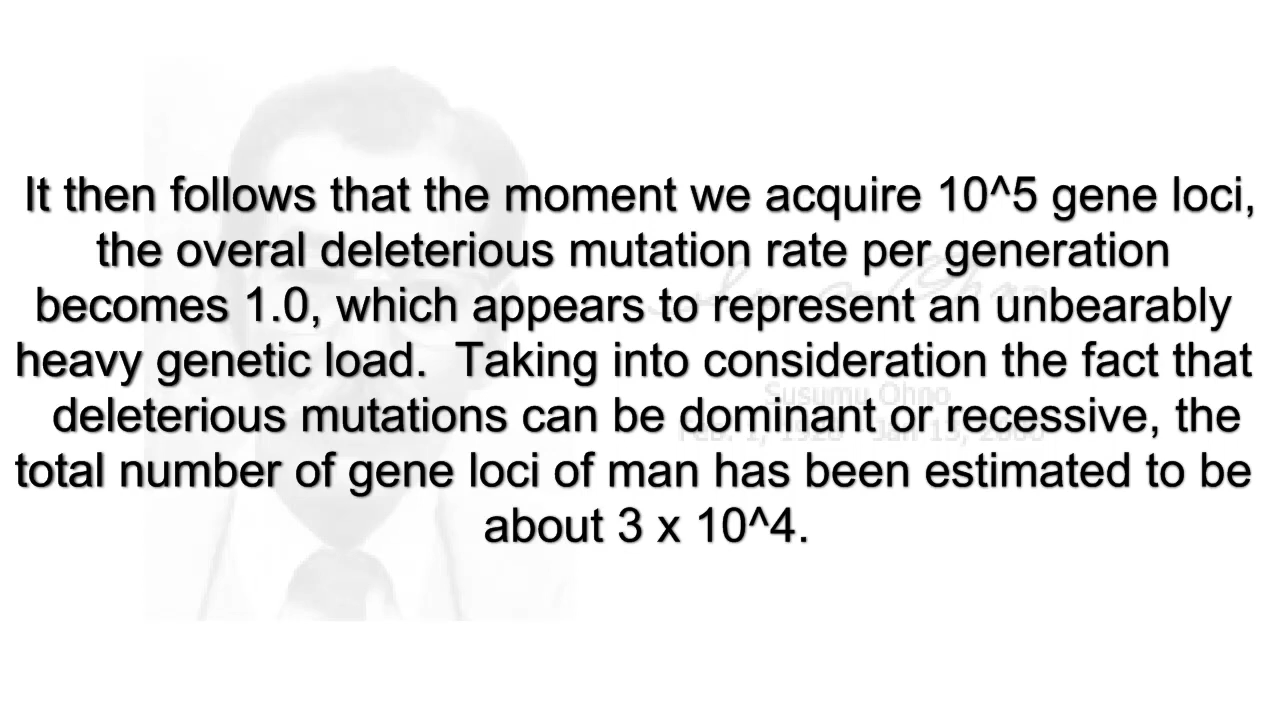 It then follows that the moment we acquire 10^5 gene loci,
the overal deleterious mutation rate per generation
becomes 1.0, which appears to represent an unbearably
heavy genetic load.  Taking into consideration the fact that
deleterious mutations can be dominant or recessive, the
total number of gene loci of man has been estimated to be
about 3 x 10^4.
Susumu Ohno